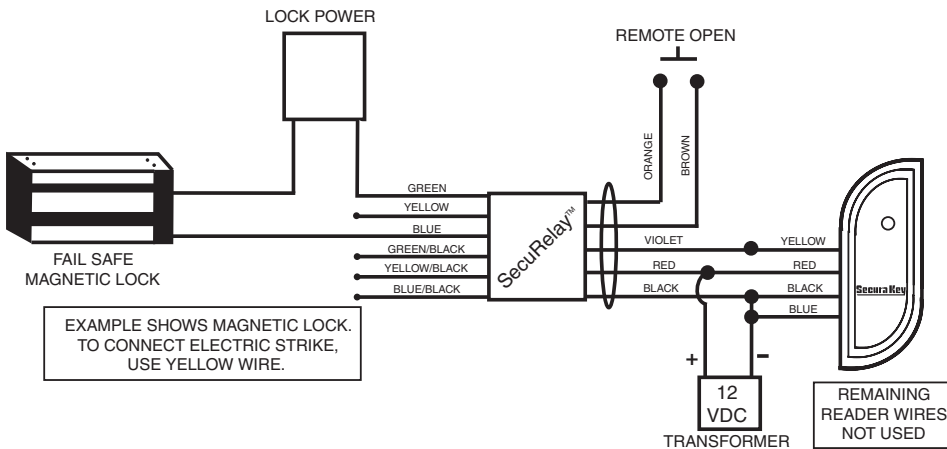 LOCK POWER
REMOTE OPEN
ORANGE
BROWN
GREEN
YELLOW
BLUE
GREEN/BLACK
YELLOW/BLACK
BLUE/BLACK
SecuRelay™
VIOLET
RED
BLACK
YELLOW
RED
BLACK
BLUE
Secura Key
FAIL SAFE
MAGNETIC LOCK
EXAMPLE SHOWS MAGNETIC LOCK.
TO CONNECT ELECTRIC STRIKE,
USE YELLOW WIRE.
+
–
12
VDC
TRANSFORMER
REMAINING
READER WIRES
NOT USED